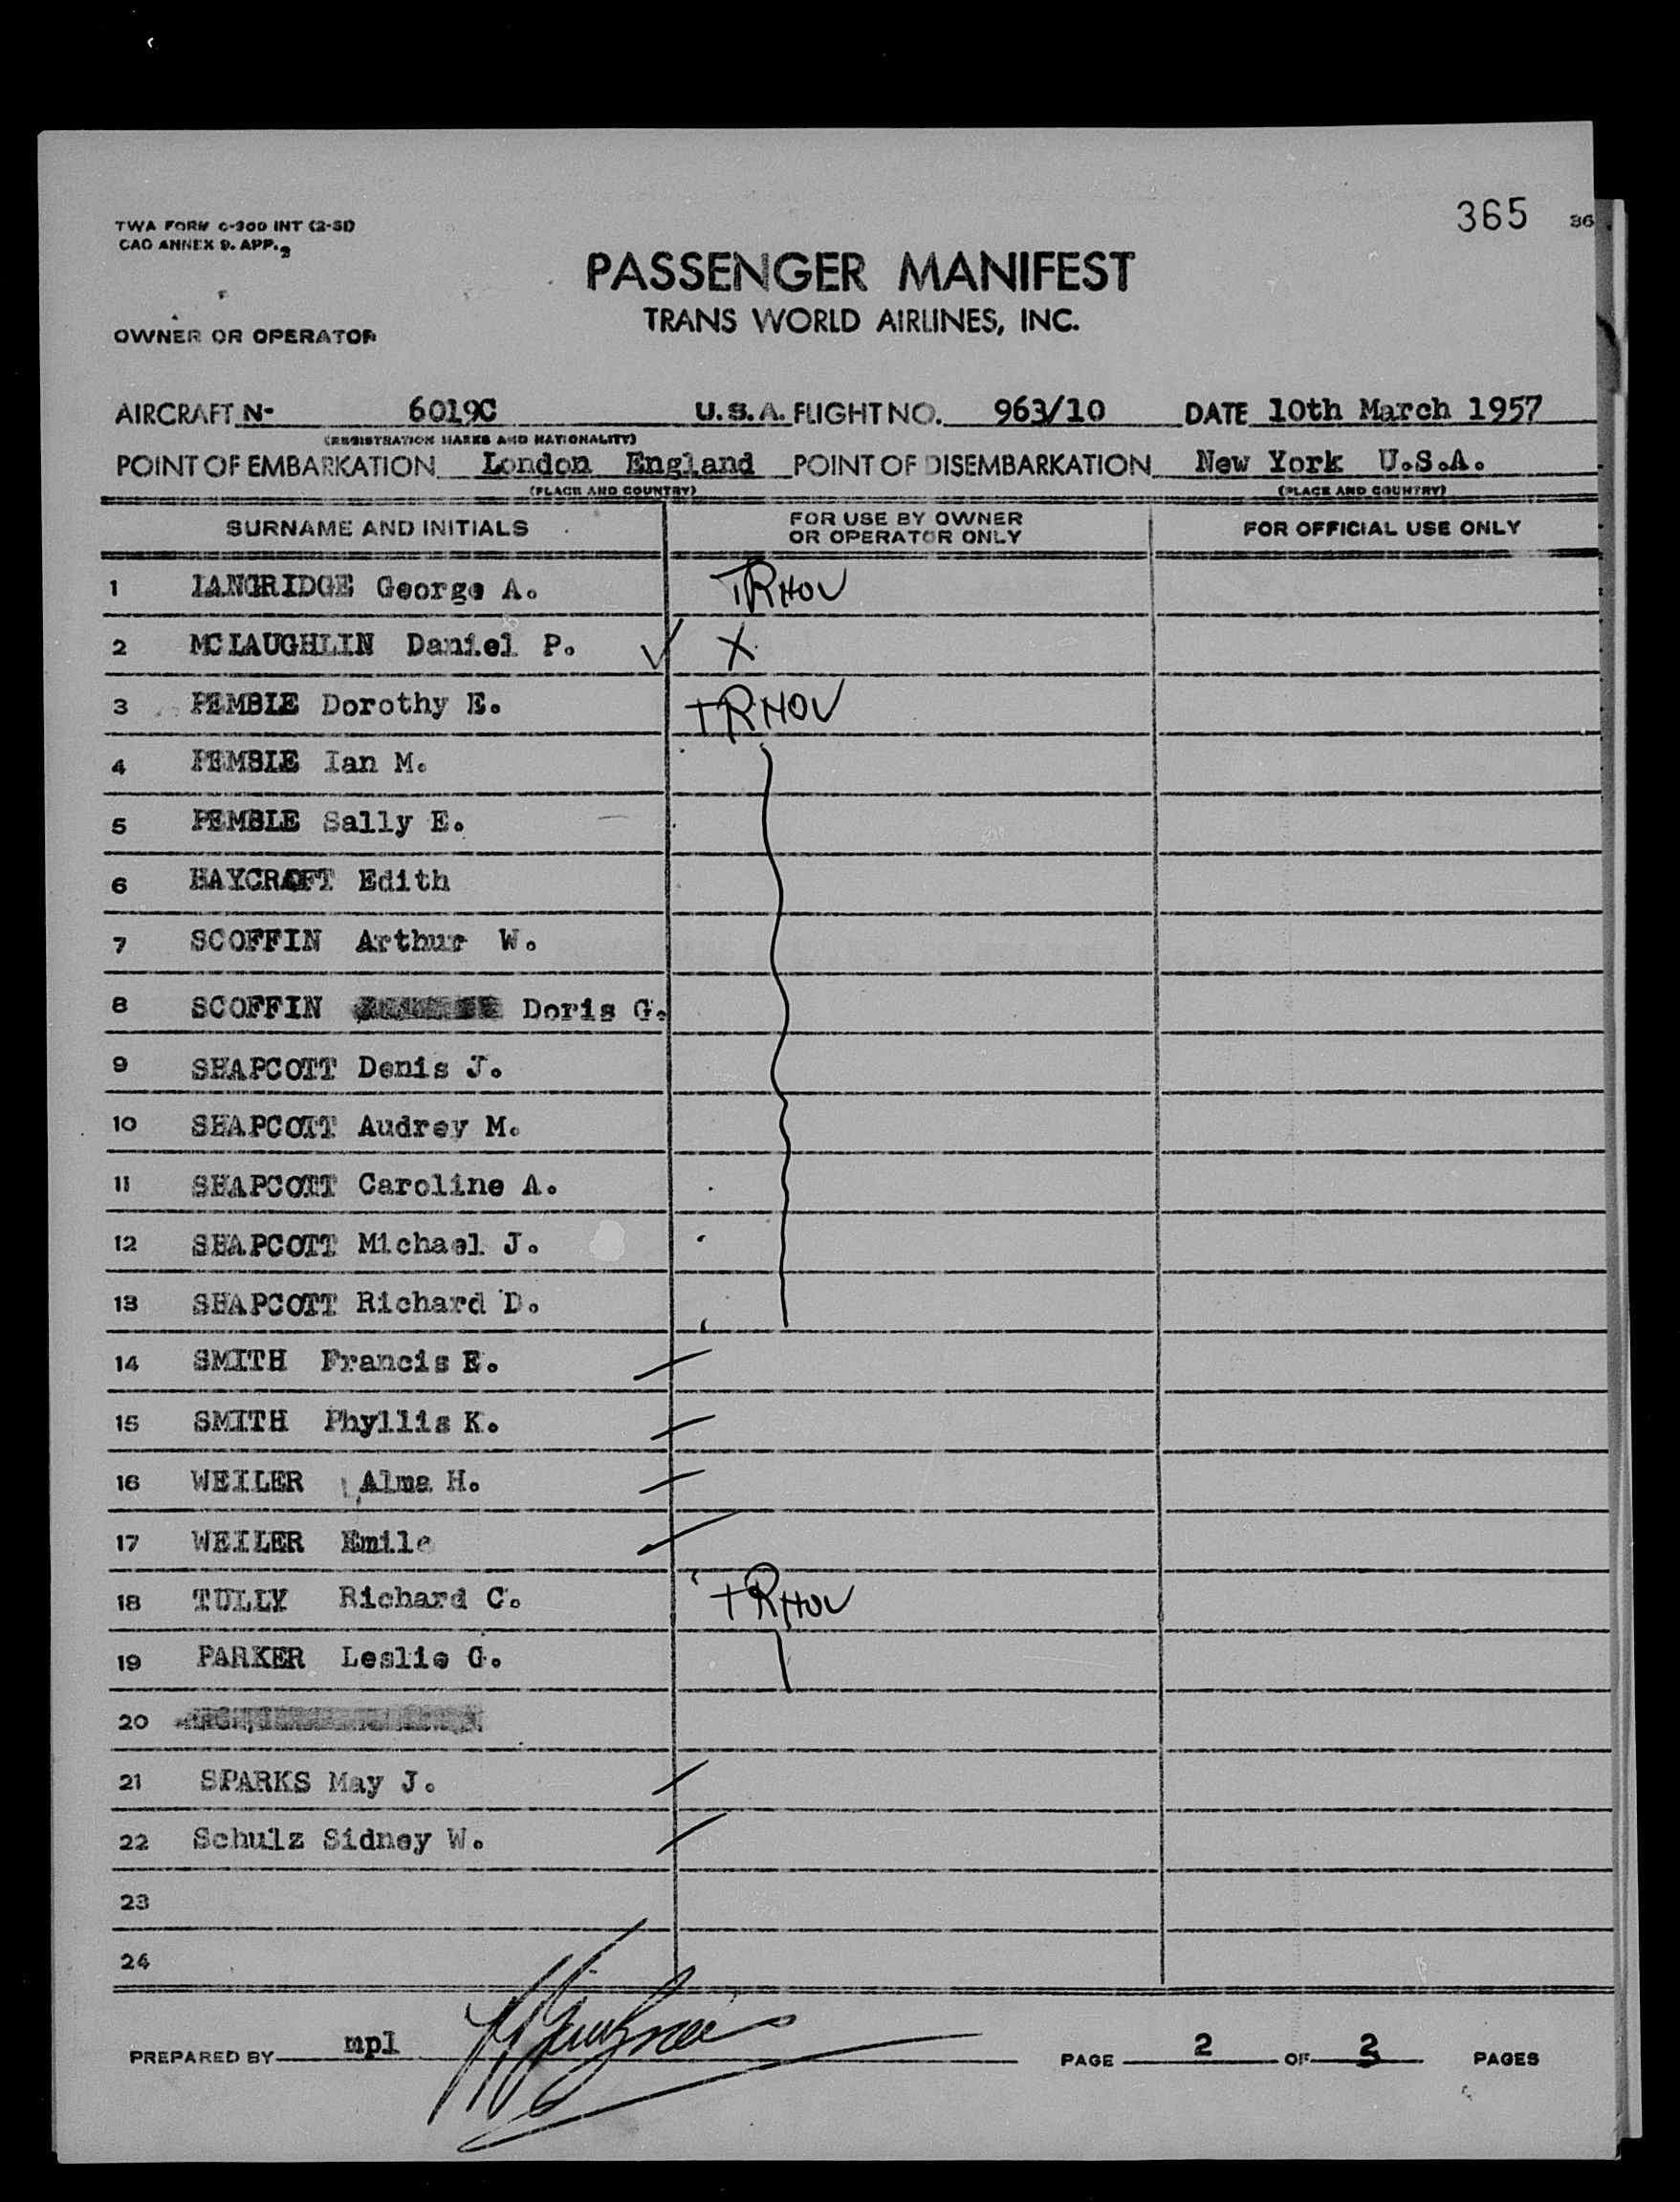 365
TWA FORM C-900 INT (2-51)
CAO ANNEX 9. APP. 2
PASSENGER MANIFEST
TRANS WORLD AIRLINES, INC.
OWNER OR OPERATOR
AIRCRAFT N- 6019C U.S.A. FLIGHT NO. 963/10 DATE 10th March 1957
(REGISTRATION MARKS AND NATIONALITY)
POINT OF EMBARKATION London England POINT OF DISEMBARKATION New York U.S.A.
(PLACE AND COUNTRY) (PLACE AND COUNTRY)
SURNAME AND INITIALS FOR USE BY OWNER OR OPERATOR ONLY FOR OFFICIAL USE ONLY
1 LANGRIDGE George A. TRHOV
2 MCLAUGHLIN Daniel P. ✓ X
3 PEMBLE Dorothy E. TRHOV
4 PEMBLE Ian M.
5 PEMBLE Sally E.
6 HAYCRAFT Edith
7 SCOFFIN Arthur W.
8 SCOFFIN Doris G.
9 SHAPCOTT Denis J.
10 SHAPCOTT Audrey M.
11 SHAPCOTT Caroline A.
12 SHAPCOTT Michael J.
13 SHAPCOTT Richard D.
14 SMITH Francis E.
15 SMITH Phyllis K.
16 WEILER Alma H.
17 WEILER Emile
18 TULLY Richard C. TRHOV
19 PARKER Leslie G.
20
21 SPARKS May J.
22 Schulz Sidney W.
23
24
PREPARED BY mpl PAGE 2 OF 2 PAGES